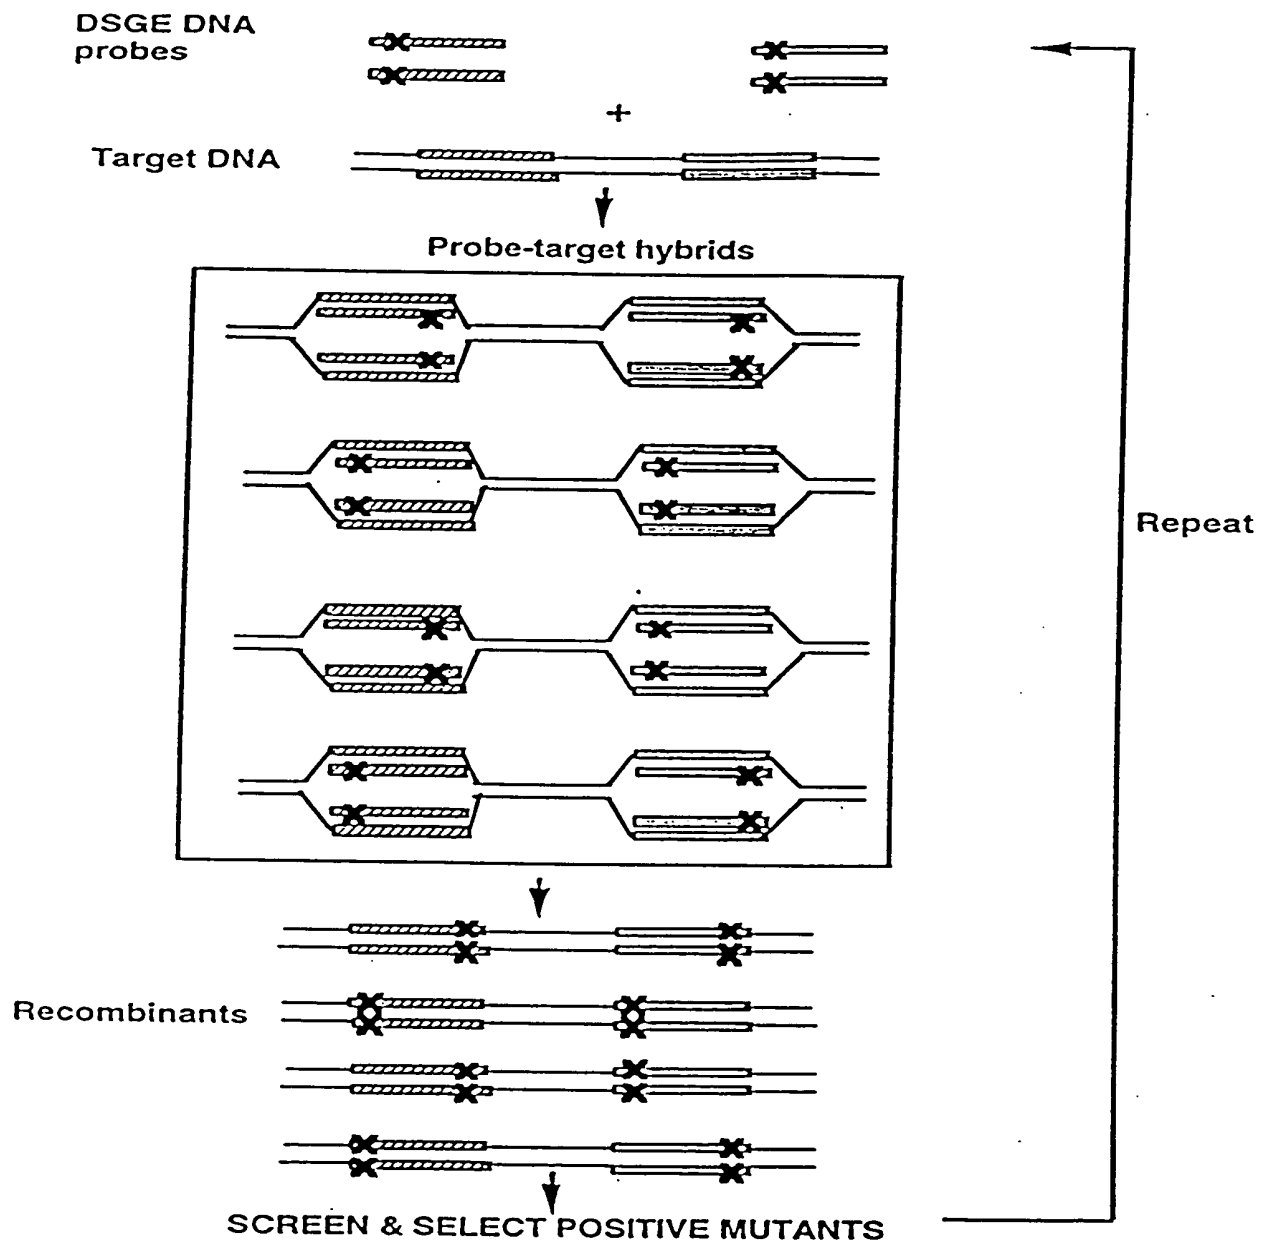 DSGE DNA
probes
+
Target DNA
Probe-target hybrids
Repeat
Recombinants
SCREEN & SELECT POSITIVE MUTANTS